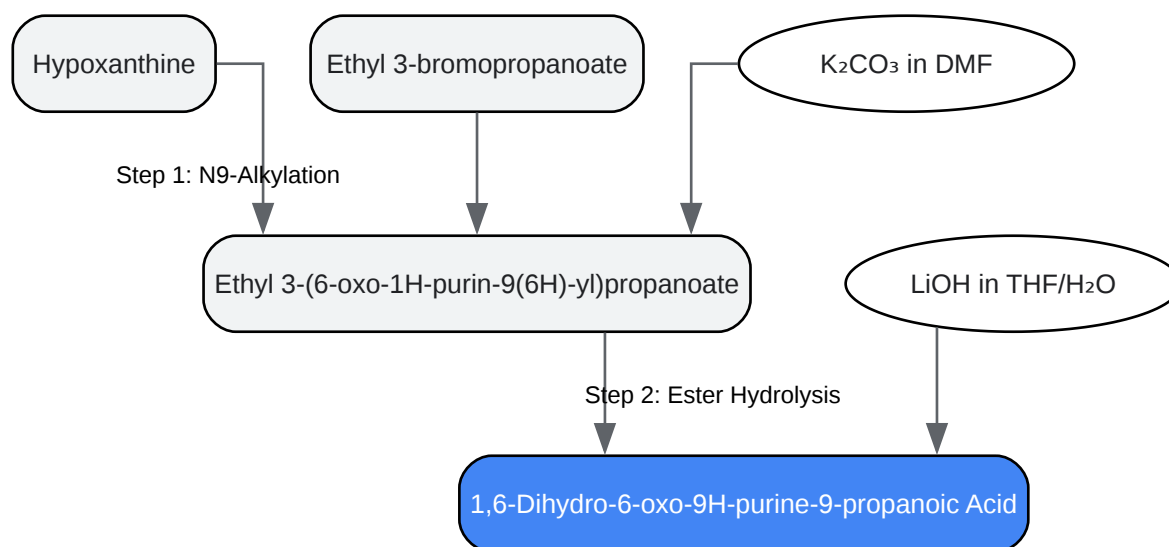 Hypoxanthine
Ethyl 3-bromopropanoate
K₂CO₃ in DMF
Step 1: N9-Alkylation
Ethyl 3-(6-oxo-1H-purin-9(6H)-yl)propanoate
LiOH in THF/H₂O
Step 2: Ester Hydrolysis
1,6-Dihydro-6-oxo-9H-purine-9-propanoic Acid